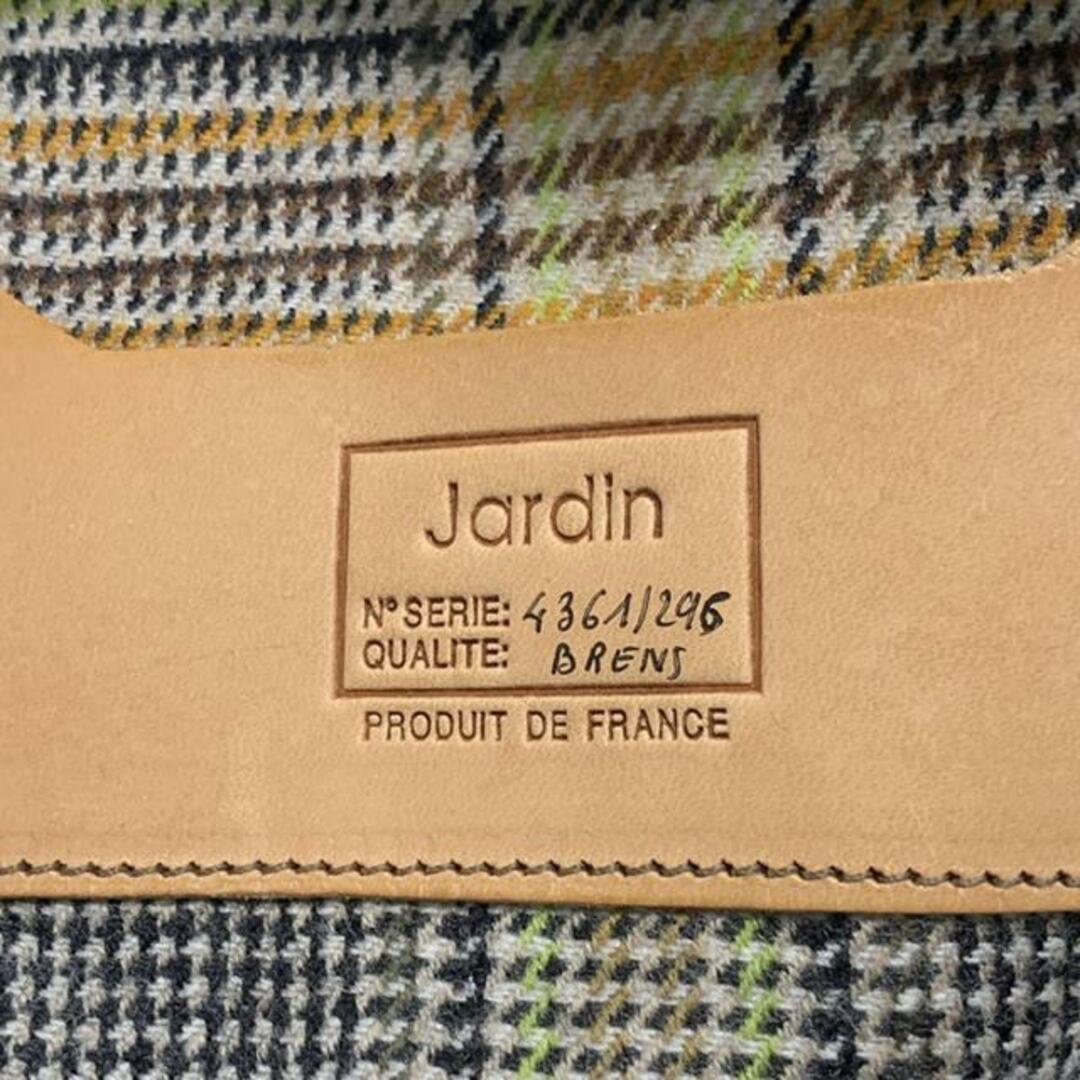 Jardin
N° SERIE: 4361/296
QUALITE: BRENS
PRODUIT DE FRANCE